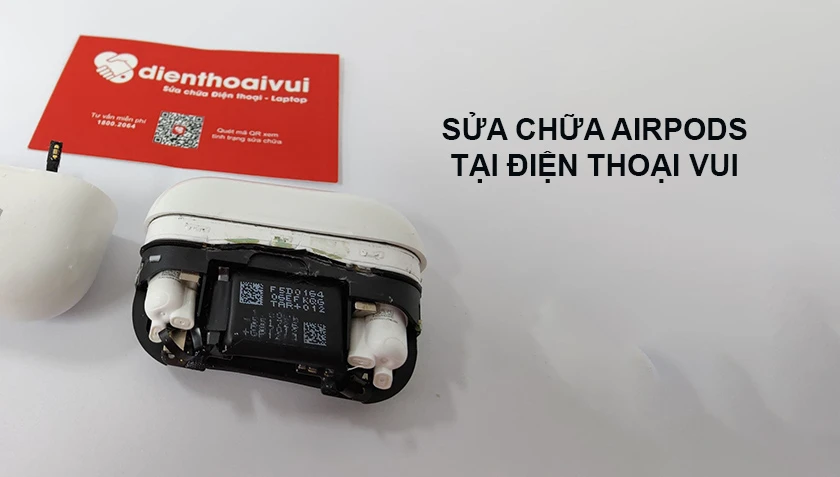 dienthoaivui
Sửa chữa Điện thoại - Laptop
Tư vấn miễn phí
1800.2064
Quét mã QR xem
tình trạng sửa chữa
SỬA CHỮA AIRPODS
TẠI ĐIỆN THOẠI VUI
F5D0164
06EFK0G
TAR+012